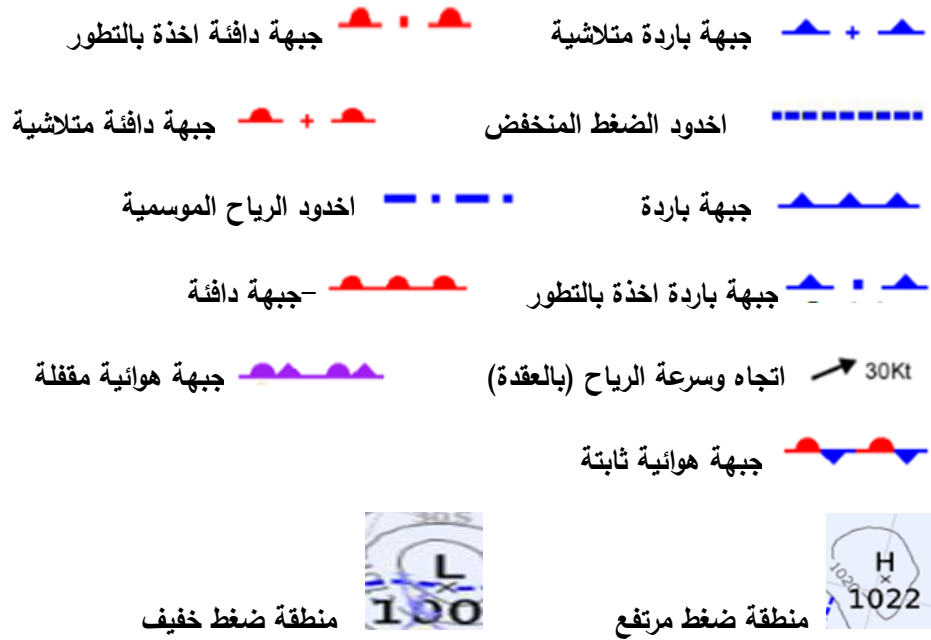 جبهة باردة متلاشية جبهة دافئة اخذة بالتطور
اخدود الضغط المنخفض جبهة دافئة متلاشية
جبهة باردة اخدود الرياح الموسمية
جبهة باردة اخذة بالتطور –جبهة دافئة
30Kt اتجاه وسرعة الرياح (بالعقدة) جبهة هوائية مقفلة
جبهة هوائية ثابتة
H
1020
1022 منطقة ضغط مرتفع
L
100 منطقة ضغط خفيف